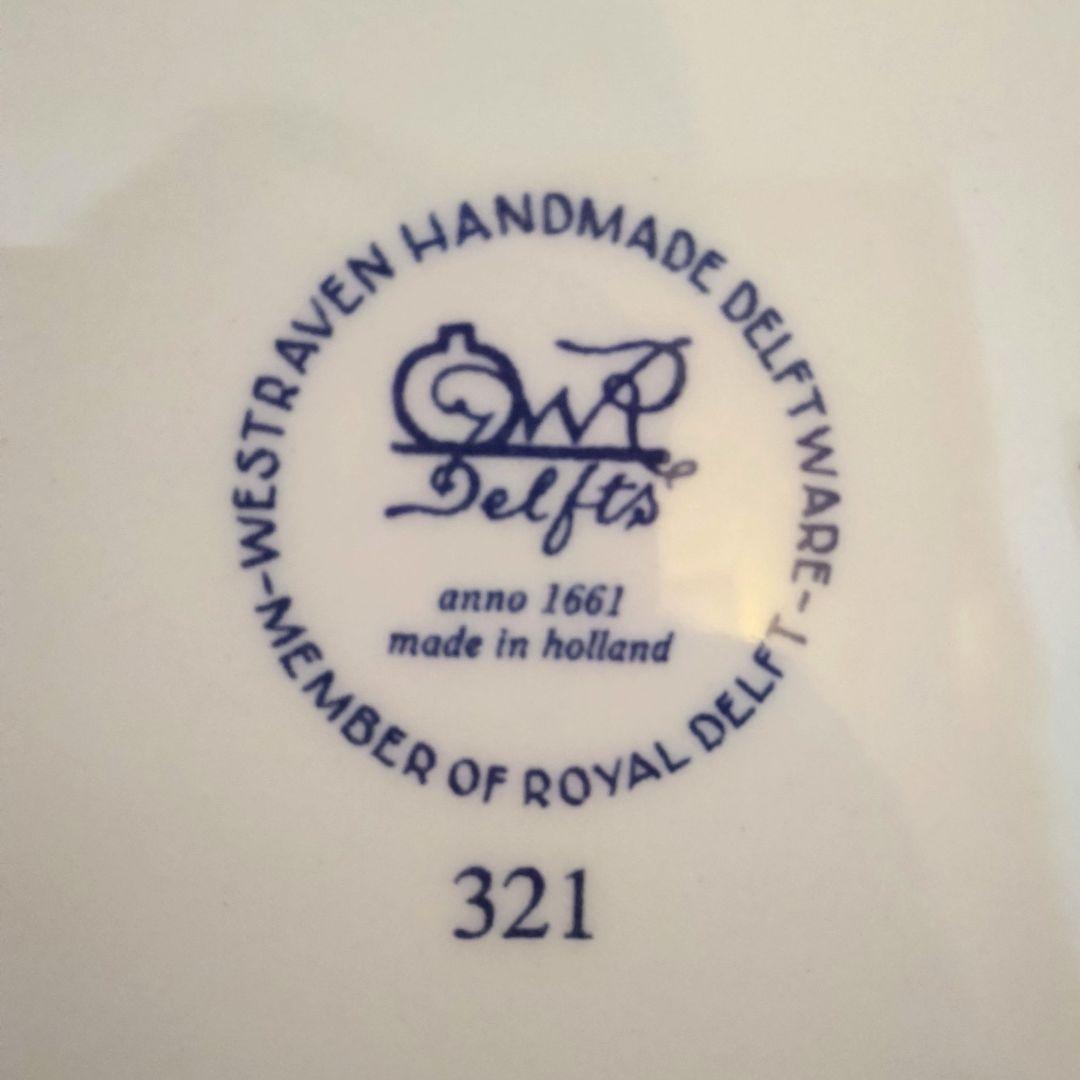 WESTRAVEN HANDMADE DELFTWARE
-MEMBER OF ROYAL DELFT-
Delfts
anno 1661
made in holland
321